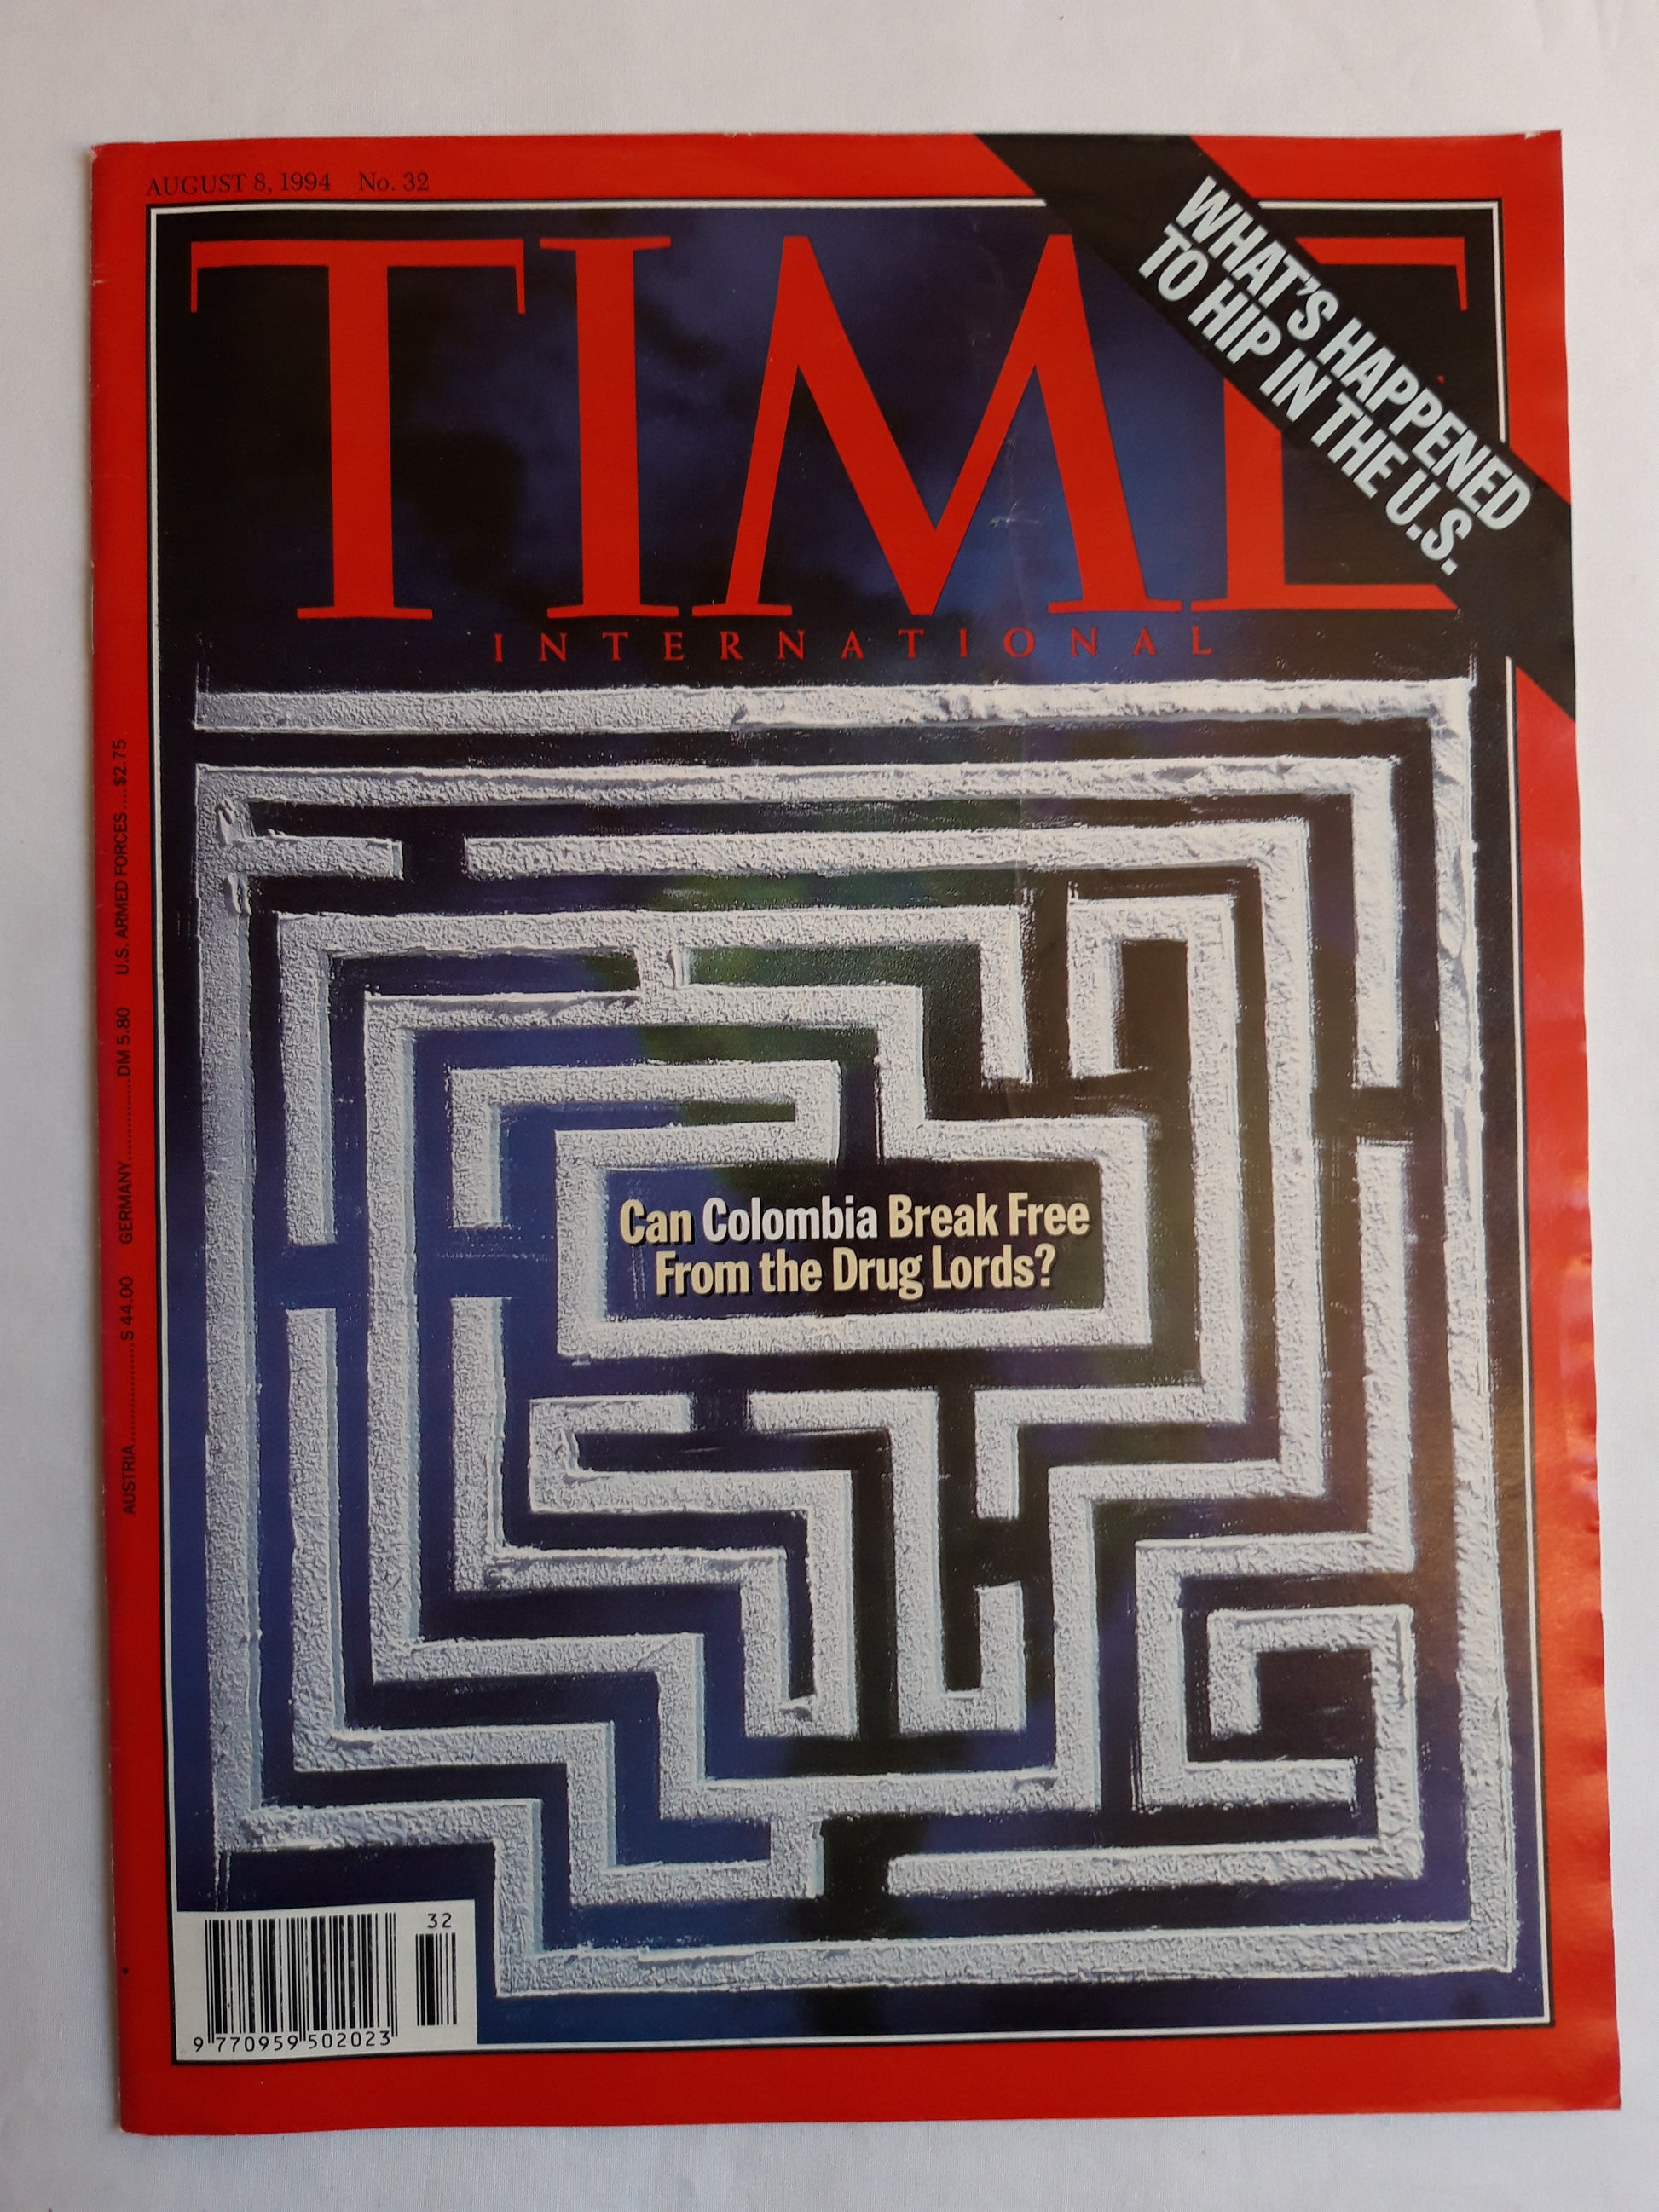 AUGUST 8, 1994 No. 32
WHAT'S HAPPENED
TO HIP IN THE U.S.
TIME
INTERNATIONAL
AUSTRIA..........S 44.00 GERMANY..........DM 5.80 U.S. ARMED FORCES....$2.75
Can Colombia Break Free
From the Drug Lords?
32
9 770959 502023